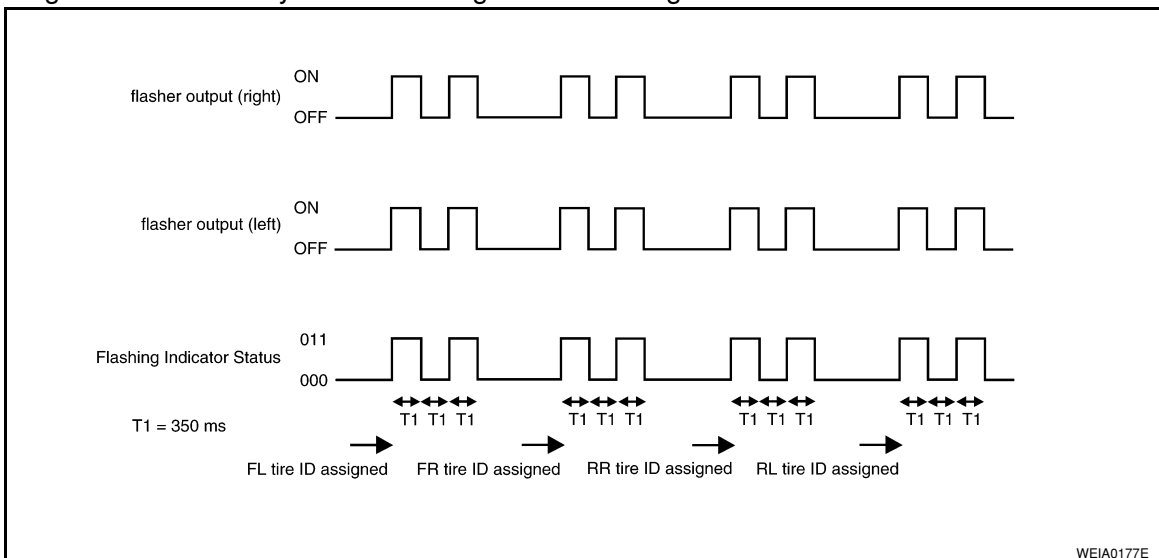 ON
flasher output (right)
OFF
ON
flasher output (left)
OFF
011
Flashing Indicator Status
000
T1 T1 T1 T1 T1 T1 T1 T1 T1 T1 T1 T1
T1 = 350 ms
FL tire ID assigned FR tire ID assigned RR tire ID assigned RL tire ID assigned
WEIA0177E